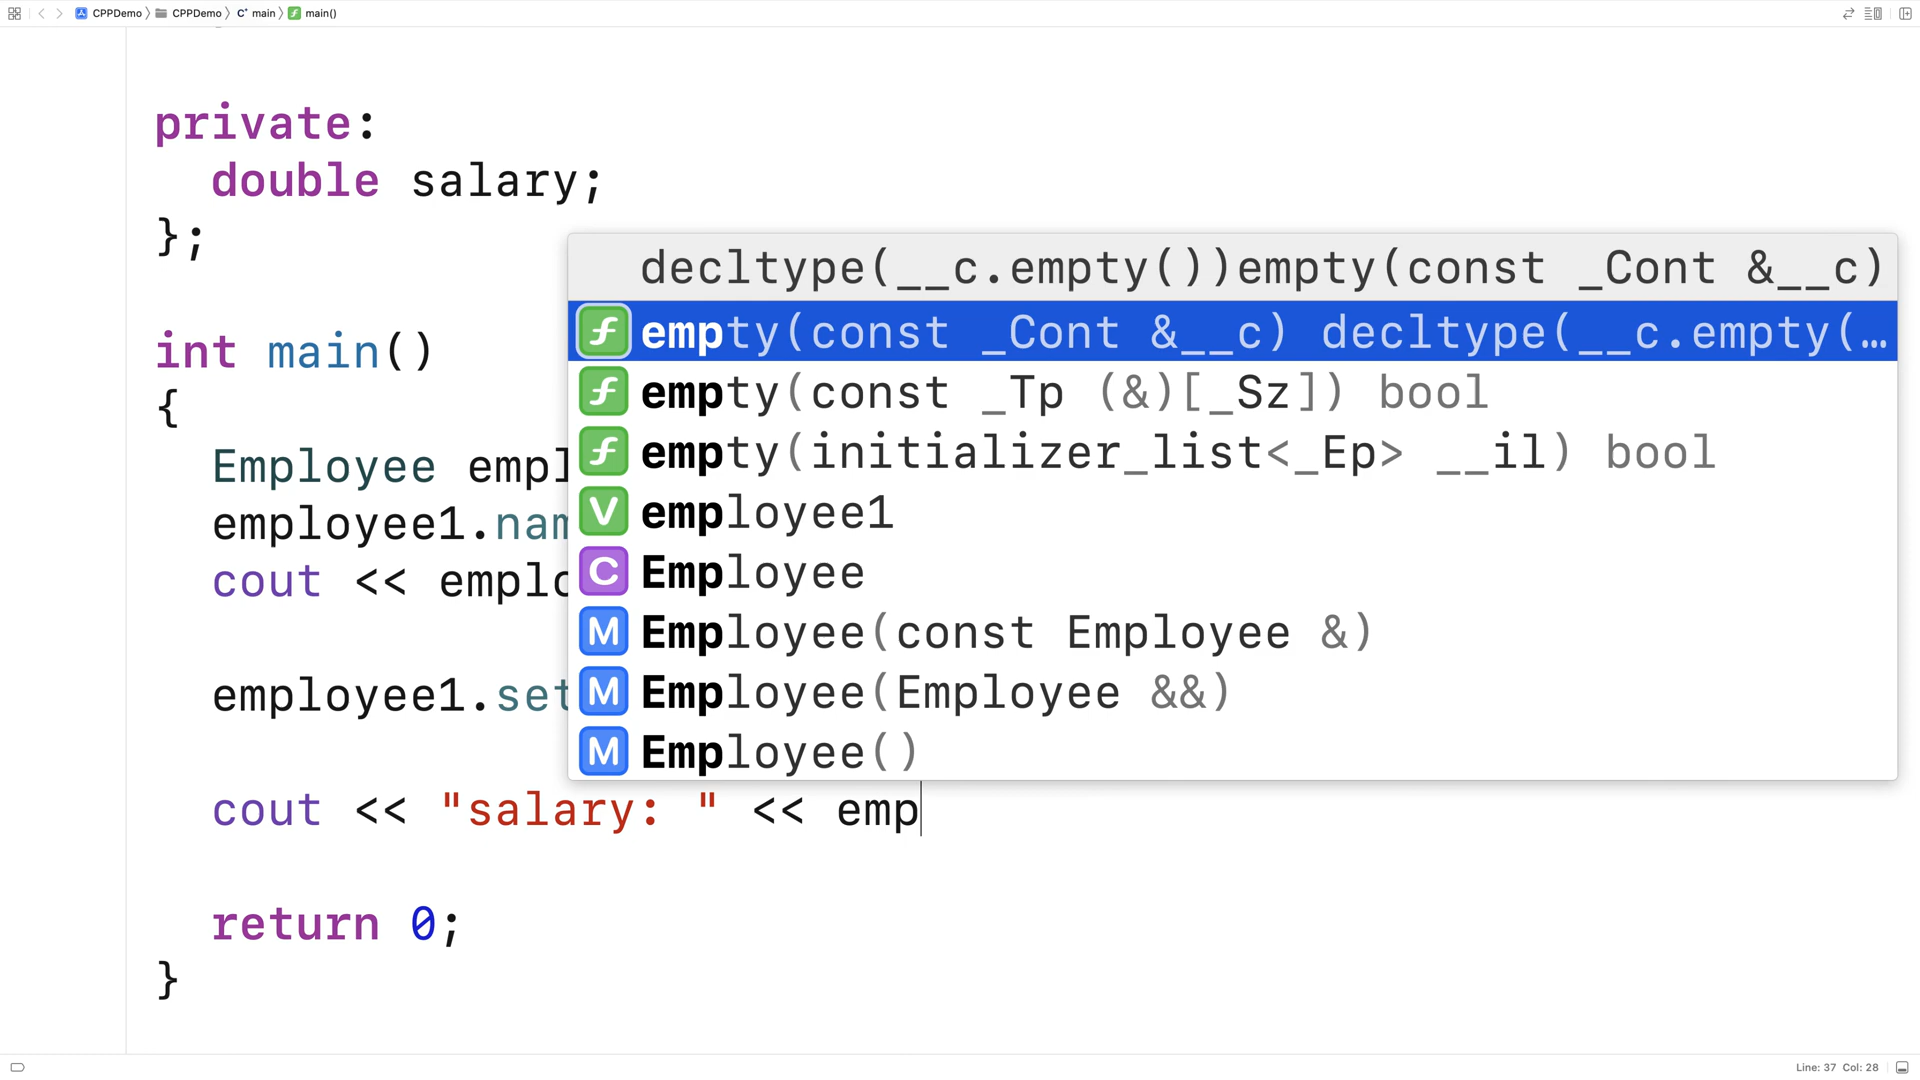 CPPDemo CPPDemo main main()
private:
double salary;
};
decltype(__c.empty())empty(const _Cont &__c)
f empty(const _Cont &__c) decltype(__c.empty(…
int main()
f empty(const _Tp (&)[_Sz]) bool
{
f empty(initializer_list<_Ep> __il) bool
Employee empl
V employee1
employee1.nam
C Employee
cout << emplo
M Employee(const Employee &)
M Employee(Employee &&)
employee1.set
M Employee()
cout << "salary: " << emp
return 0;
}
Line: 37 Col: 28